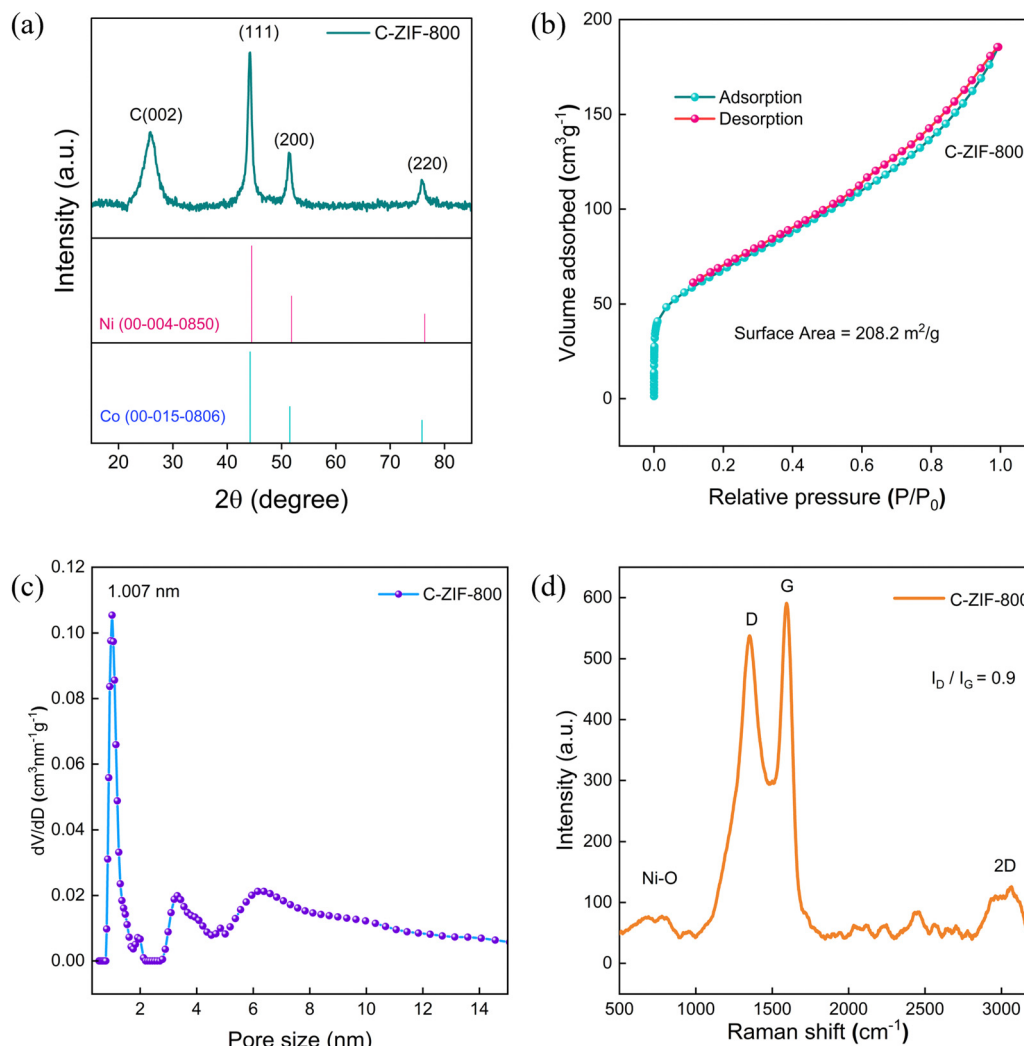 (a)
C-ZIF-800
(111)
C(002)
(200)
(220)
Intensity (a.u.)
Ni (00-004-0850)
Co (00-015-0806)
20 30 40 50 60 70 80
2θ (degree)
(b)
200
150
100
50
0
Volume adsorbed (cm³g⁻¹)
Adsorption
Desorption
C-ZIF-800
Surface Area = 208.2 m²/g
0.0 0.2 0.4 0.6 0.8 1.0
Relative pressure (P/P₀)
(c)
0.12
0.10
0.08
0.06
0.04
0.02
0.00
dV/dD (cm³nm⁻¹g⁻¹)
1.007 nm
C-ZIF-800
2 4 6 8 10 12 14
Pore size (nm)
(d)
600
500
400
300
200
100
0
Intensity (a.u.)
G
D
C-ZIF-800
I_D / I_G = 0.9
Ni-O
2D
500 1000 1500 2000 2500 3000
Raman shift (cm⁻¹)